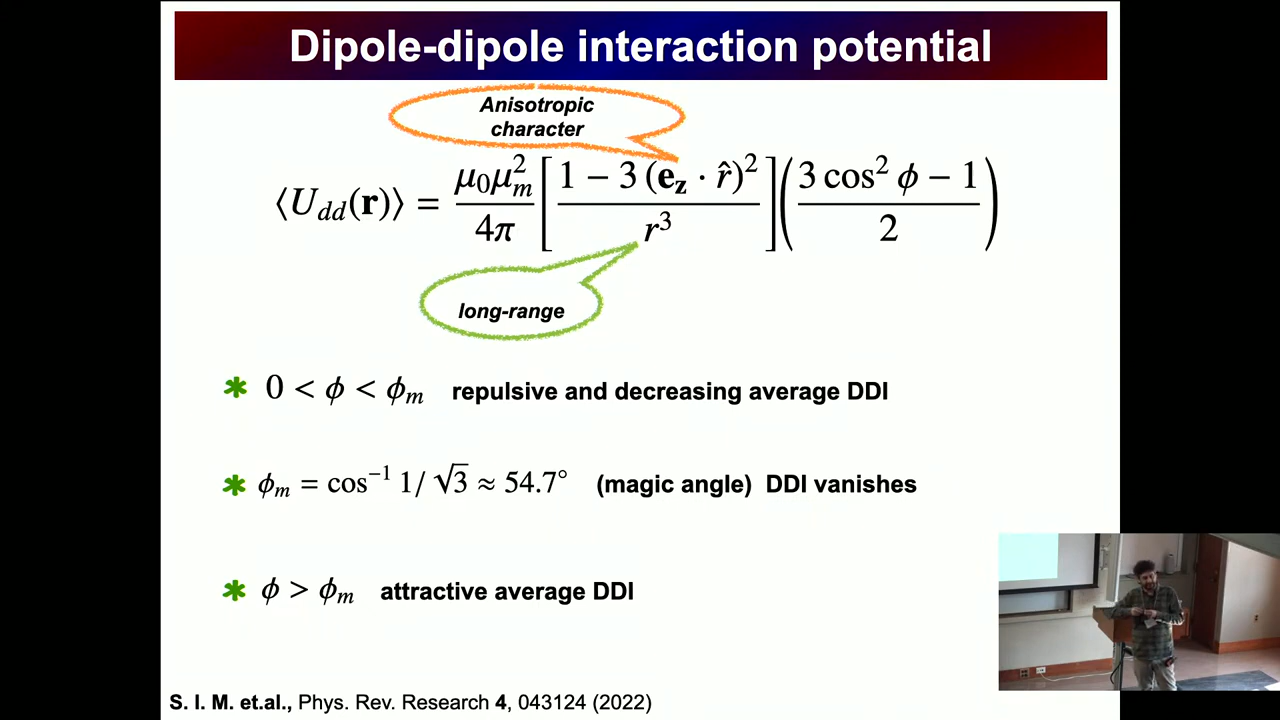 Dipole-dipole interaction potential
Anisotropic
character
⟨U_dd(𝐫)⟩ = μ₀μ_m²/4π [ (1 − 3 (𝐞_𝐳 · r̂)²)/r³ ] ( (3 cos² ϕ − 1)/2 )
long-range
* 0 < ϕ < ϕ_m repulsive and decreasing average DDI
* ϕ_m = cos⁻¹ 1/√3 ≈ 54.7° (magic angle) DDI vanishes
* ϕ > ϕ_m attractive average DDI
S. I. M. et.al., Phys. Rev. Research 4, 043124 (2022)